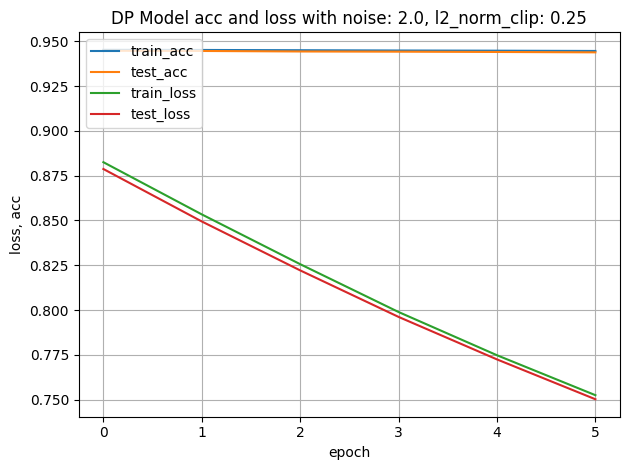 DP Model acc and loss with noise: 2.0, l2_norm_clip: 0.25
0.950
0.925
0.900
0.875
0.850
0.825
0.800
0.775
0.750
loss, acc
train_acc
test_acc
train_loss
test_loss
0 1 2 3 4 5
epoch